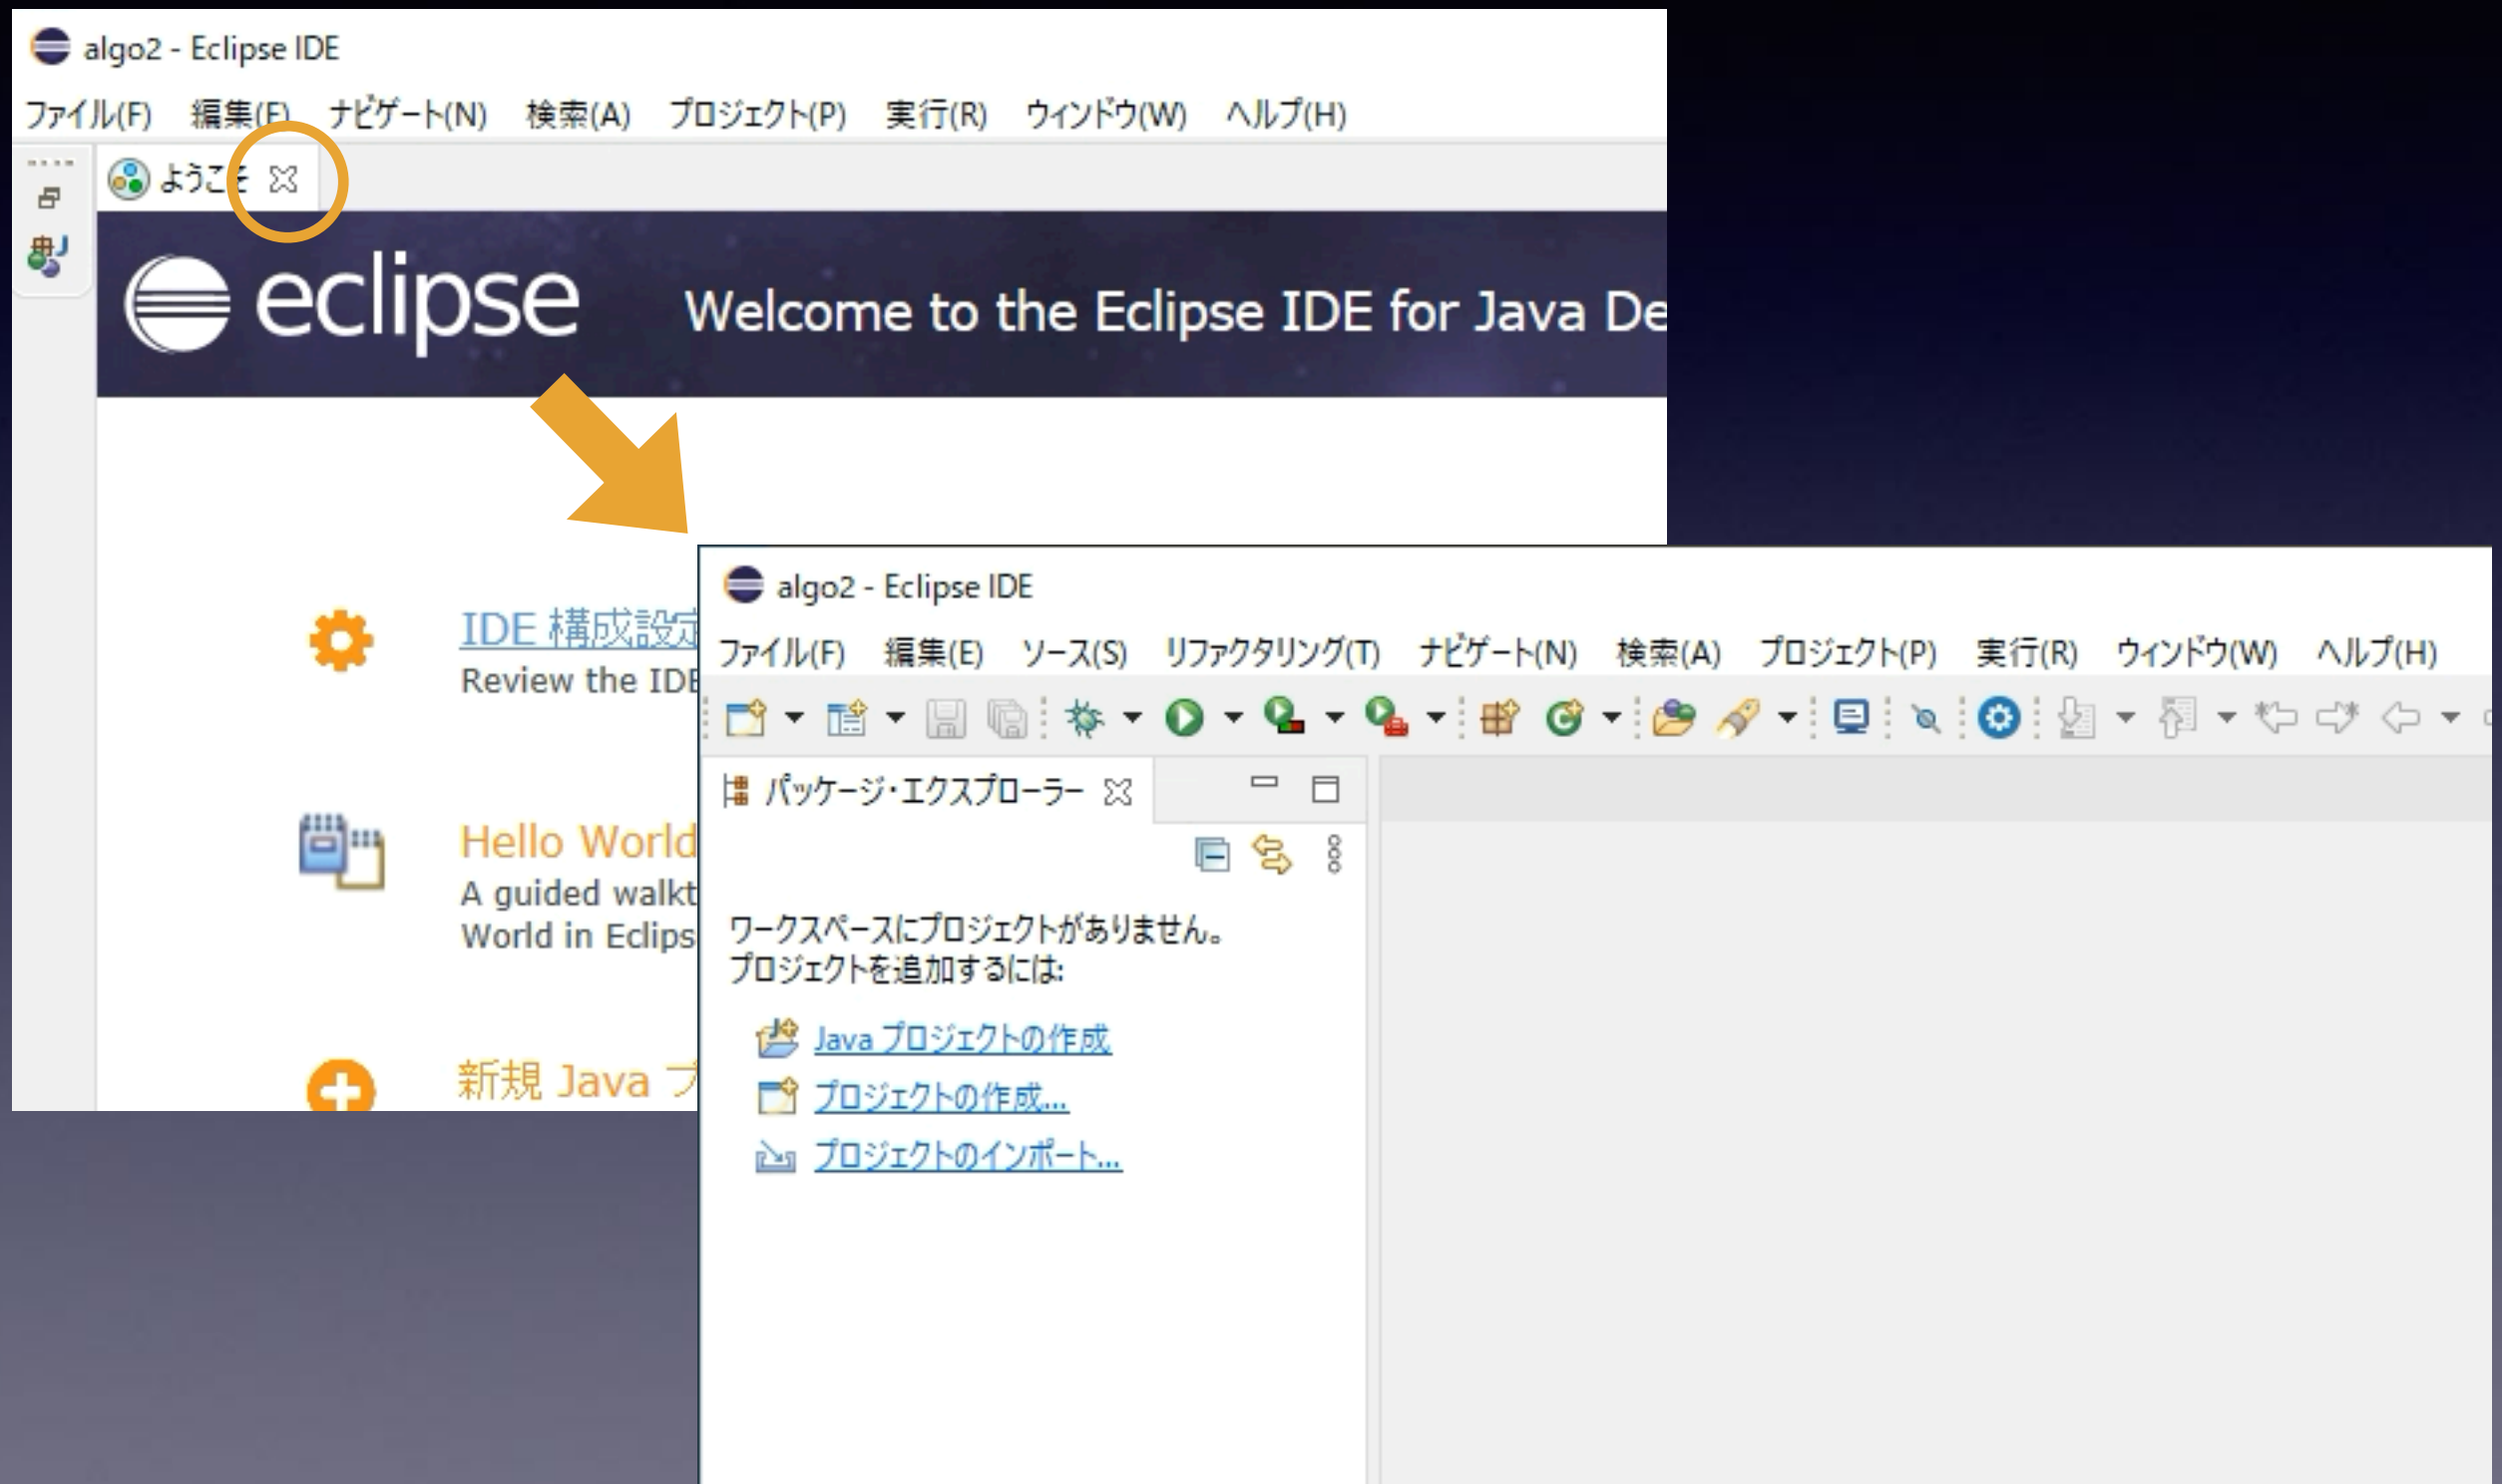 algo2 - Eclipse IDE
ファイル(F) 編集(E) ナビゲート(N) 検索(A) プロジェクト(P) 実行(R) ウィンドウ(W) ヘルプ(H)
ようこそ
eclipse Welcome to the Eclipse IDE for Java De
IDE 構成設定
Review the IDE
Hello World
A guided walkt
World in Eclips
新規 Java プ
algo2 - Eclipse IDE
ファイル(F) 編集(E) ソース(S) リファクタリング(T) ナビゲート(N) 検索(A) プロジェクト(P) 実行(R) ウィンドウ(W) ヘルプ(H)
パッケージ・エクスプローラー
ワークスペースにプロジェクトがありません。
プロジェクトを追加するには:
Java プロジェクトの作成
プロジェクトの作成...
プロジェクトのインポート...